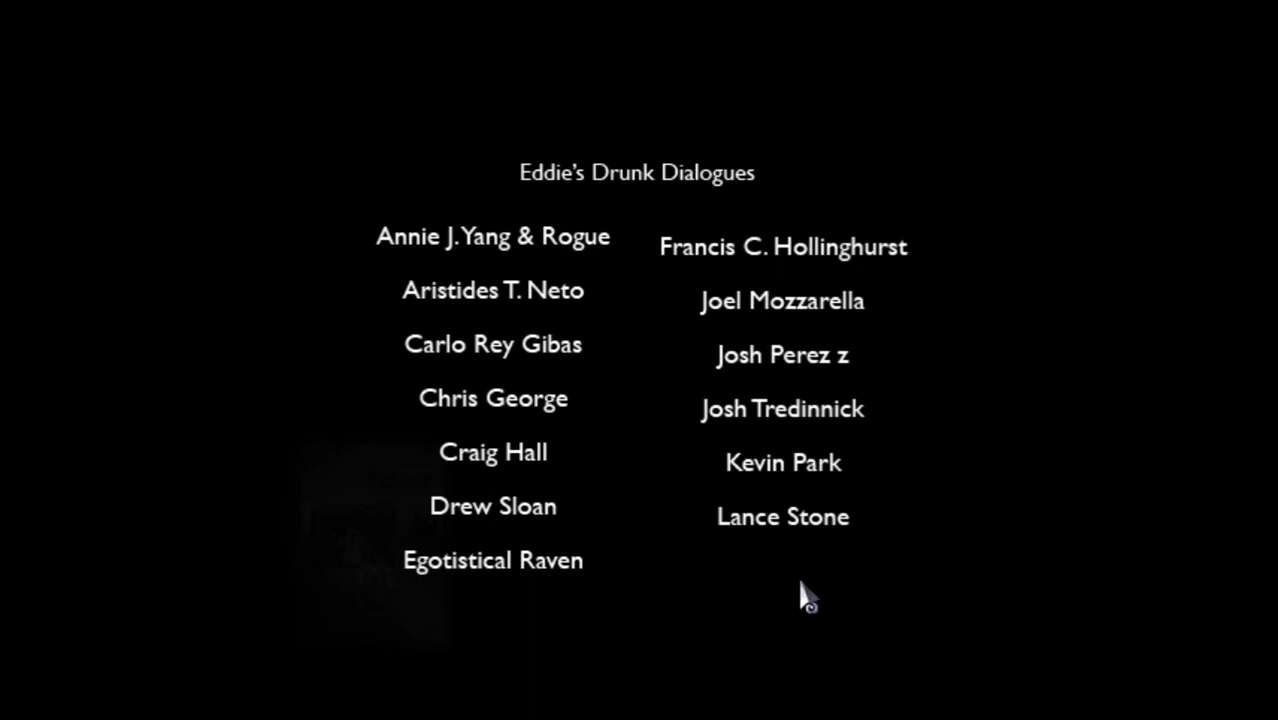 Eddie's Drunk Dialogues
Annie J. Yang & Rogue
Aristides T. Neto
Carlo Rey Gibas
Chris George
Craig Hall
Drew Sloan
Egotistical Raven
Francis C. Hollinghurst
Joel Mozzarella
Josh Perez z
Josh Tredinnick
Kevin Park
Lance Stone